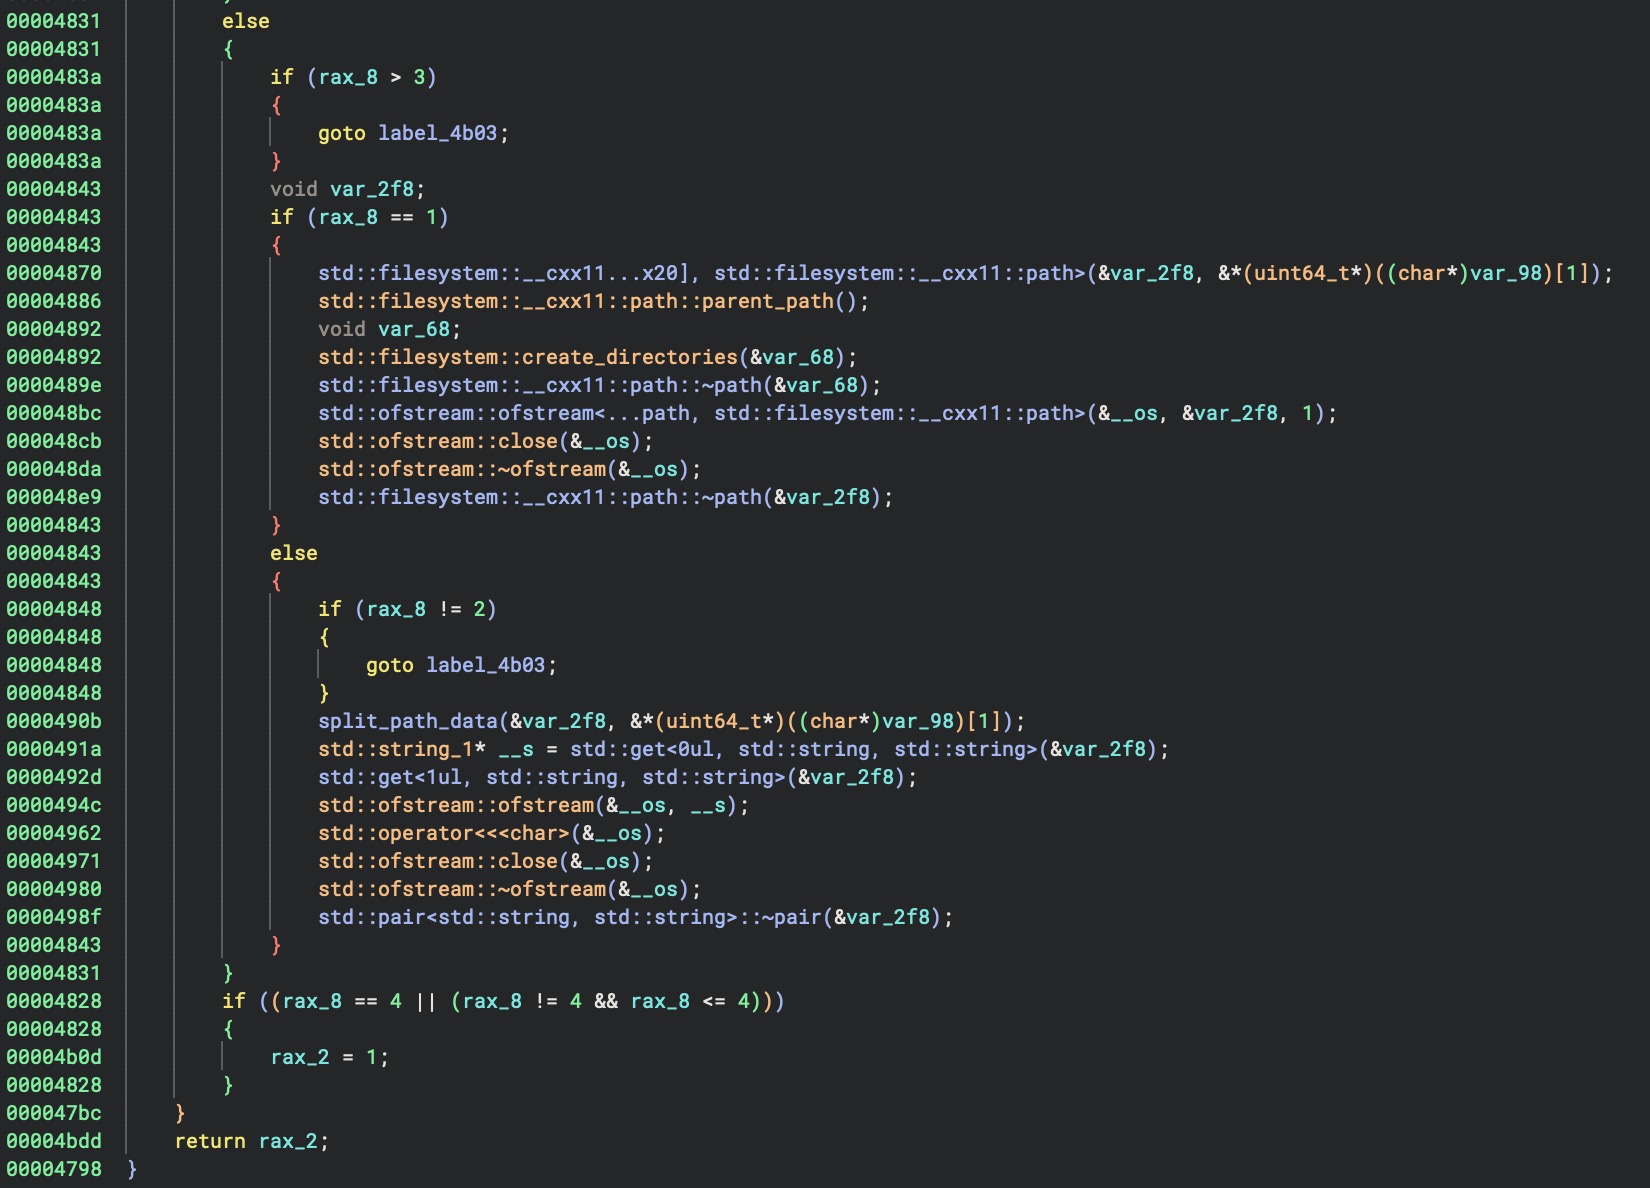 00004831 else
00004831 {
0000483a if (rax_8 > 3)
0000483a {
0000483a goto label_4b03;
0000483a }
00004843 void var_2f8;
00004843 if (rax_8 == 1)
00004843 {
00004870 std::filesystem::__cxx11...x20], std::filesystem::__cxx11::path>(&var_2f8, &*(uint64_t*)((char*)var_98)[1]);
00004886 std::filesystem::__cxx11::path::parent_path();
00004892 void var_68;
00004892 std::filesystem::create_directories(&var_68);
0000489e std::filesystem::__cxx11::path::~path(&var_68);
000048bc std::ofstream::ofstream<...path, std::filesystem::__cxx11::path>(&__os, &var_2f8, 1);
000048cb std::ofstream::close(&__os);
000048da std::ofstream::~ofstream(&__os);
000048e9 std::filesystem::__cxx11::path::~path(&var_2f8);
00004843 }
00004843 else
00004843 {
00004848 if (rax_8 != 2)
00004848 {
00004848 goto label_4b03;
00004848 }
0000490b split_path_data(&var_2f8, &*(uint64_t*)((char*)var_98)[1]);
0000491a std::string_1* __s = std::get<0ul, std::string, std::string>(&var_2f8);
0000492d std::get<1ul, std::string, std::string>(&var_2f8);
0000494c std::ofstream::ofstream(&__os, __s);
00004962 std::operator<<<char>(&__os);
00004971 std::ofstream::close(&__os);
00004980 std::ofstream::~ofstream(&__os);
0000498f std::pair<std::string, std::string>::~pair(&var_2f8);
00004843 }
00004831 }
00004828 if ((rax_8 == 4 || (rax_8 != 4 && rax_8 <= 4)))
00004828 {
00004b0d rax_2 = 1;
00004828 }
000047bc }
00004bdd return rax_2;
00004798 }